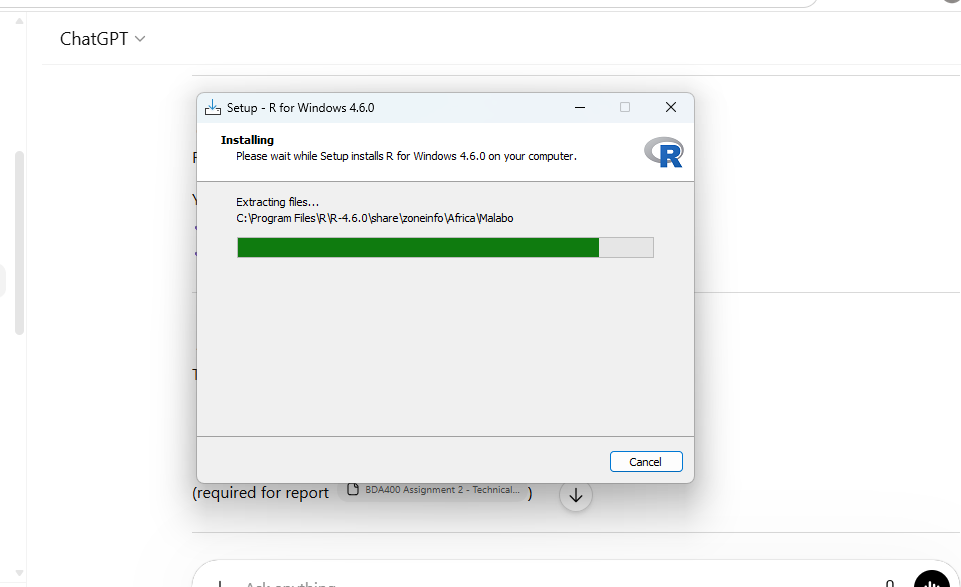 ChatGPT
Setup - R for Windows 4.6.0
Installing
Please wait while Setup installs R for Windows 4.6.0 on your computer.
R
Extracting files...
C:\Program Files\R\R-4.6.0\share\zoneinfo\Africa\Malabo
Cancel
(required for report BDA400 Assignment 2 - Technical... )
Ask anything